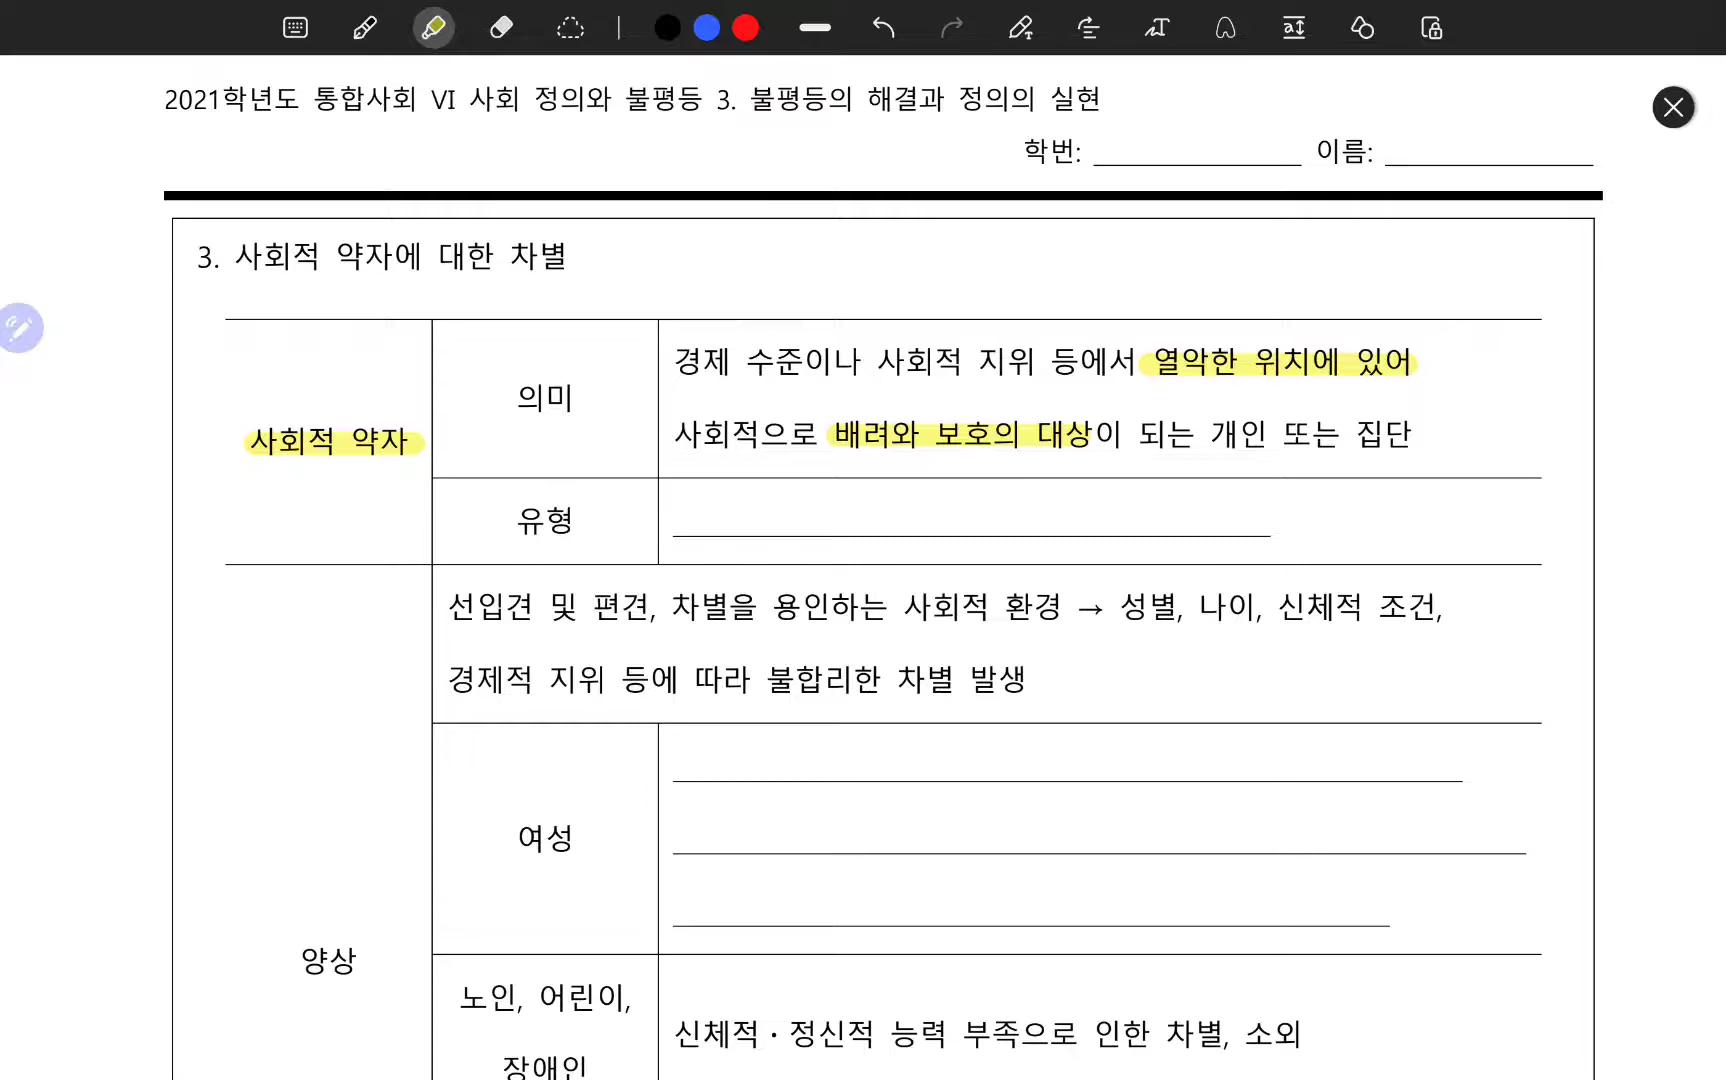 2021학년도 통합사회 VI 사회 정의와 불평등 3. 불평등의 해결과 정의의 실현
학번: 이름:
3. 사회적 약자에 대한 차별
사회적 약자
의미
경제 수준이나 사회적 지위 등에서 열악한 위치에 있어
사회적으로 배려와 보호의 대상이 되는 개인 또는 집단
유형
양상
선입견 및 편견, 차별을 용인하는 사회적 환경 → 성별, 나이, 신체적 조건,
경제적 지위 등에 따라 불합리한 차별 발생
여성
노인, 어린이,
장애인
신체적·정신적 능력 부족으로 인한 차별, 소외